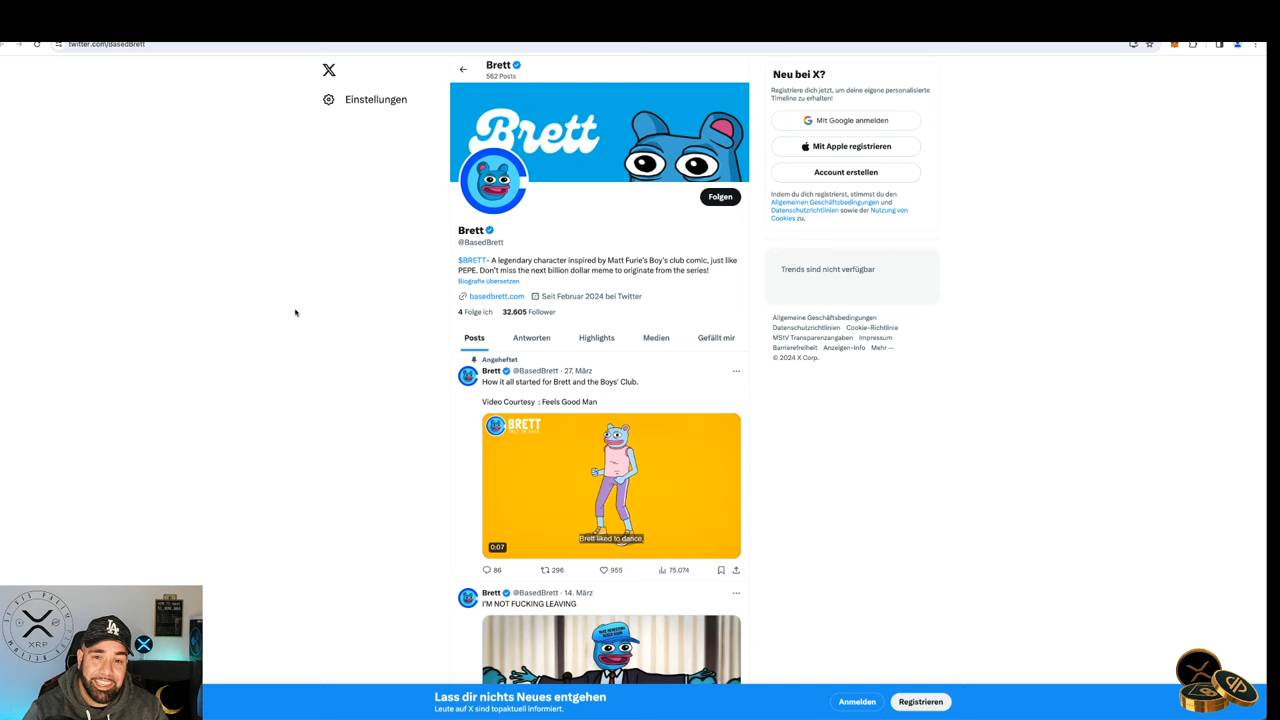 twitter.com/BasedBrett
Einstellungen
Brett
562 Posts
Brett
Folgen
Brett
@BasedBrett
$BRETT- A legendary character inspired by Matt Furie's Boy's club comic, just like
PEPE. Don't miss the next billion dollar meme to originate from the series!
Biografie übersetzen
basedbrett.com Seit Februar 2024 bei Twitter
4 Folge ich 32.605 Follower
Posts Antworten Highlights Medien Gefällt mir
Angeheftet
Brett @BasedBrett · 27. März
How it all started for Brett and the Boys' Club.
Video Courtesy : Feels Good Man
BRETT
Brett liked to dance,
0:07
86 296 955 75.074
Brett @BasedBrett · 14. März
I'M NOT FUCKING LEAVING
Neu bei X?
Registriere dich jetzt, um deine eigene personalisierte
Timeline zu erhalten!
Mit Google anmelden
Mit Apple registrieren
Account erstellen
Indem du dich registrierst, stimmst du den
Allgemeinen Geschäftsbedingungen und
Datenschutzrichtlinien sowie der Nutzung von
Cookies zu.
Trends sind nicht verfügbar
Allgemeine Geschäftsbedingungen
Datenschutzrichtlinien Cookie-Richtlinie
MStV Transparenzangaben Impressum
Barrierefreiheit Anzeigen-Info Mehr ···
© 2024 X Corp.
XRP
LA
Lass dir nichts Neues entgehen
Leute auf X sind topaktuell informiert.
Anmelden Registrieren